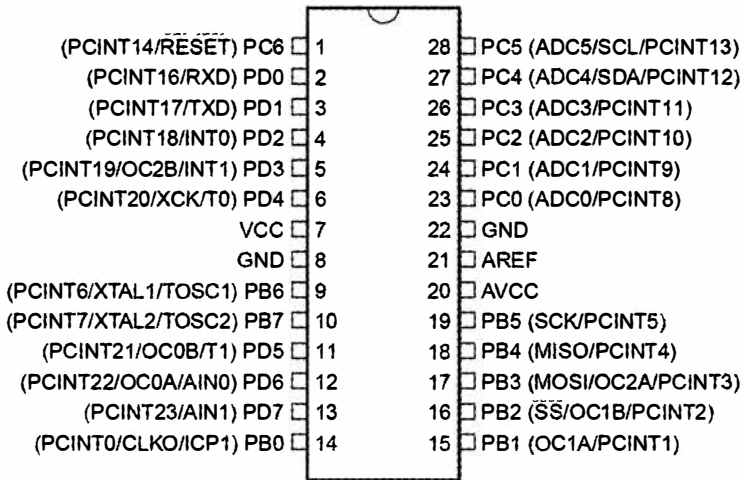 (PCINT14/RESET) PC6 1 28 PC5 (ADC5/SCL/PCINT13)
(PCINT16/RXD) PD0 2 27 PC4 (ADC4/SDA/PCINT12)
(PCINT17/TXD) PD1 3 26 PC3 (ADC3/PCINT11)
(PCINT18/INT0) PD2 4 25 PC2 (ADC2/PCINT10)
(PCINT19/OC2B/INT1) PD3 5 24 PC1 (ADC1/PCINT9)
(PCINT20/XCK/T0) PD4 6 23 PC0 (ADC0/PCINT8)
VCC 7 22 GND
GND 8 21 AREF
(PCINT6/XTAL1/TOSC1) PB6 9 20 AVCC
(PCINT7/XTAL2/TOSC2) PB7 10 19 PB5 (SCK/PCINT5)
(PCINT21/OC0B/T1) PD5 11 18 PB4 (MISO/PCINT4)
(PCINT22/OC0A/AIN0) PD6 12 17 PB3 (MOSI/OC2A/PCINT3)
(PCINT23/AIN1) PD7 13 16 PB2 (SS/OC1B/PCINT2)
(PCINT0/CLKO/ICP1) PB0 14 15 PB1 (OC1A/PCINT1)